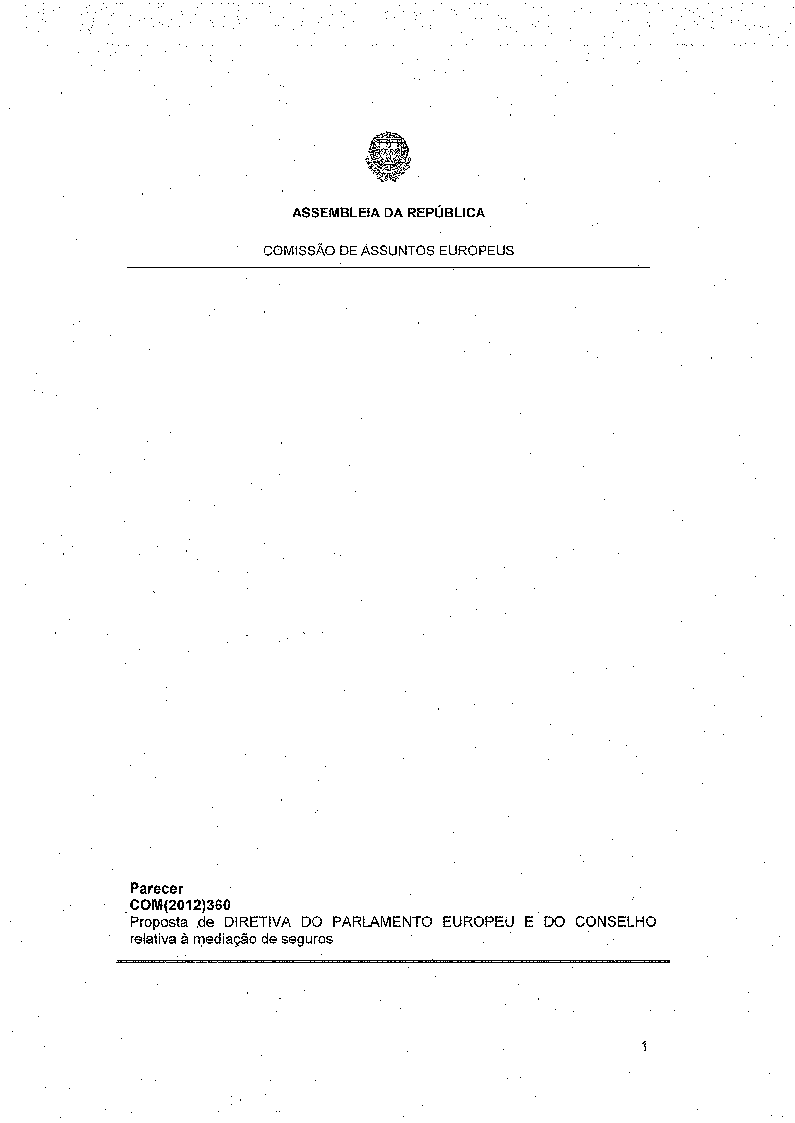 ASSEMBLEIA DA REPÚBLICA
COMISSÃO DE ASSUNTOS EUROPEUS
Parecer
COM(2012)360
Proposta de DIRETIVA DO PARLAMENTO EUROPEU E DO CONSELHO
relativa à mediação de seguros
1